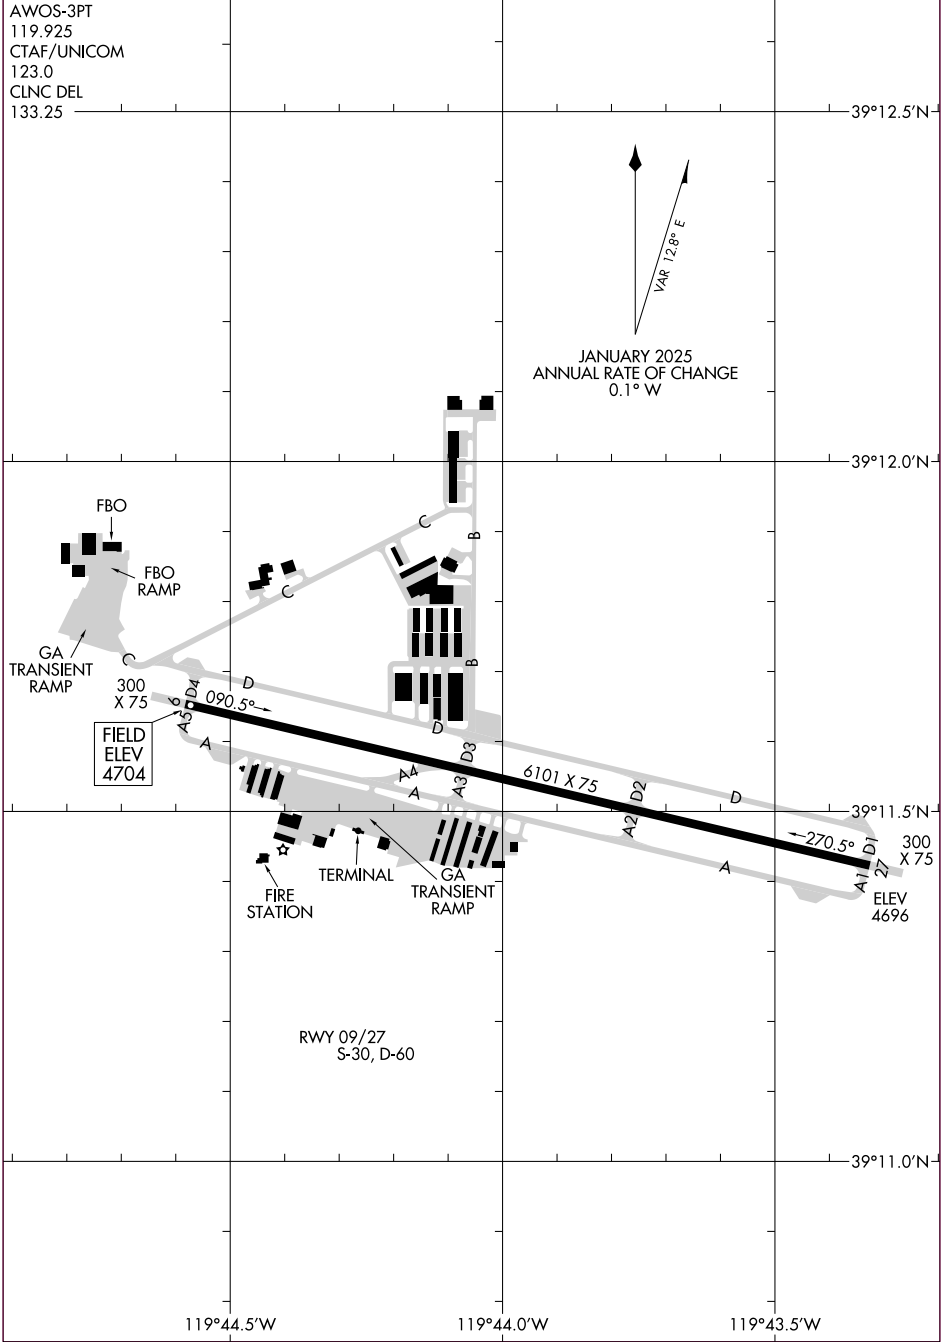 AWOS-3PT
119.925
CTAF/UNICOM
123.0
CLNC DEL
133.25
39°12.5'N
VAR 12.8° E
JANUARY 2025
ANNUAL RATE OF CHANGE
0.1° W
39°12.0'N
FBO
C
B
FBO
RAMP
C
GA
TRANSIENT
RAMP
C
B
D
D4
300
X 75
9
090.5°
A5
D
FIELD
ELEV
4704
A
D3
A4
A3
A
6101 X 75
D2
D
39°11.5'N
A2
270.5°
D1
300
X 75
A
A1
27
TERMINAL
GA
TRANSIENT
RAMP
FIRE
STATION
ELEV
4696
RWY 09/27
S-30, D-60
39°11.0'N
119°44.5'W
119°44.0'W
119°43.5'W